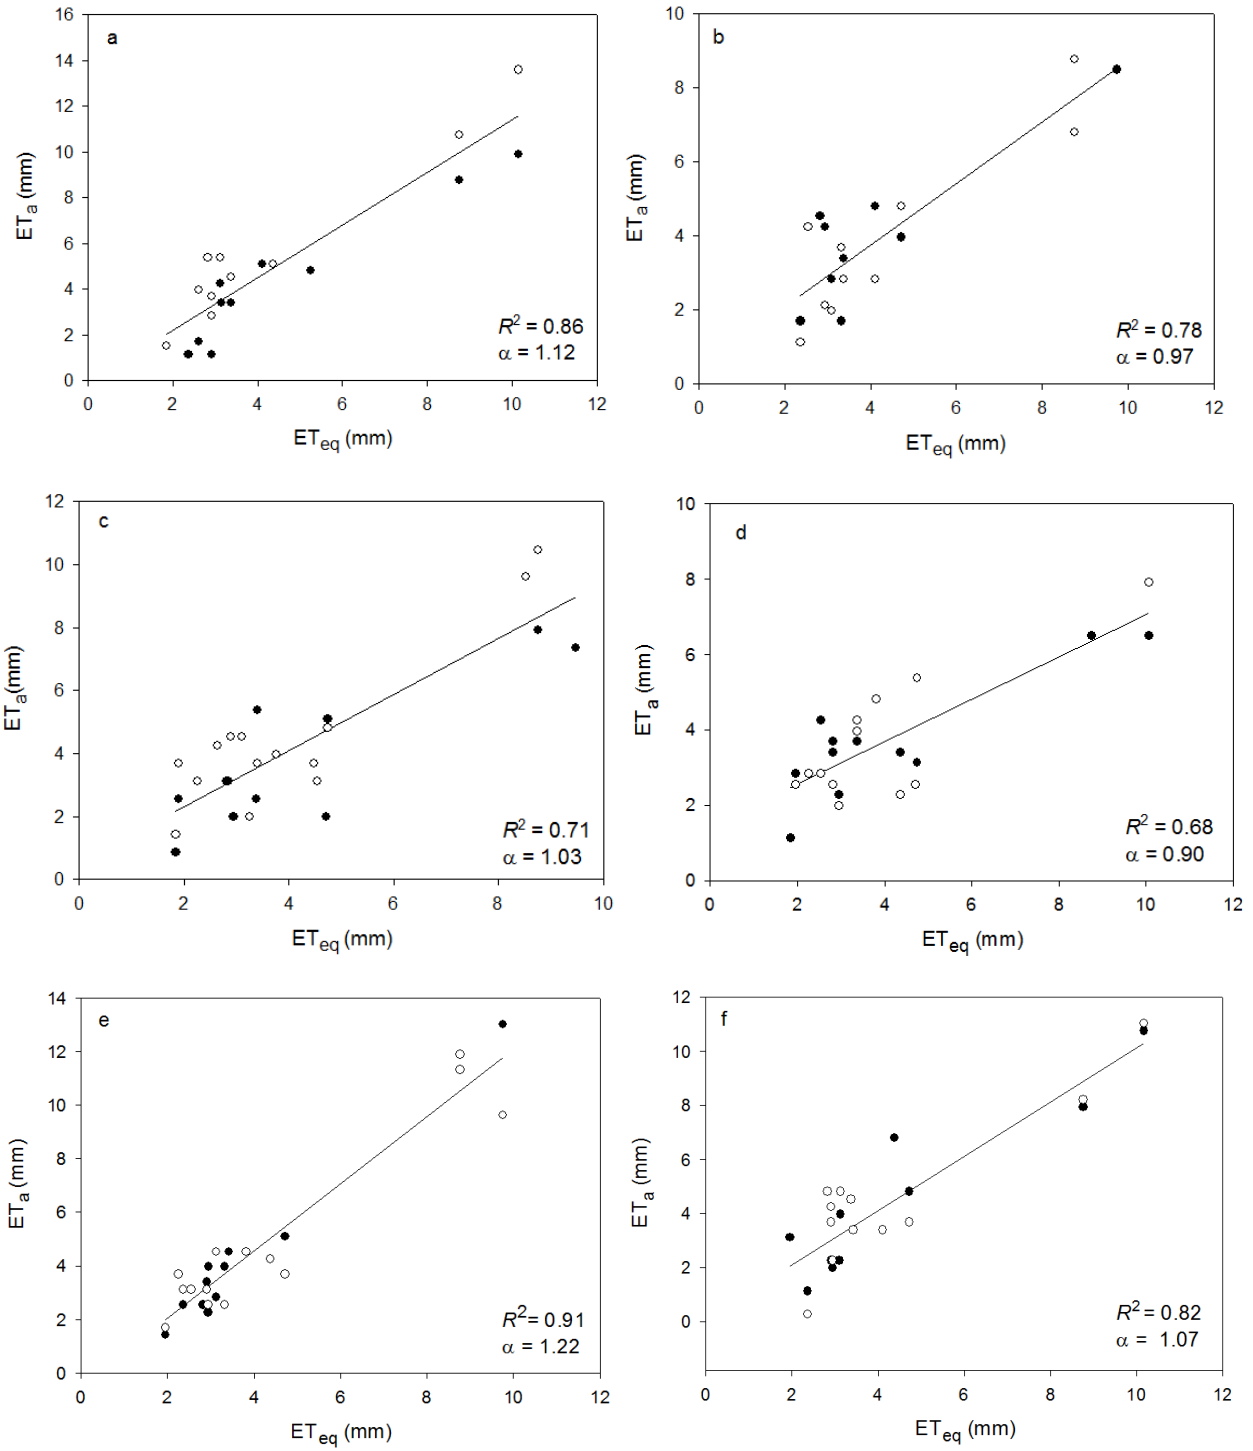 a
16
14
12
10
8
6
4
2
0
ETa (mm)
R² = 0.86
α = 1.12
0 2 4 6 8 10 12
ETeq (mm)
b
10
8
6
4
2
0
ETa (mm)
R² = 0.78
α = 0.97
0 2 4 6 8 10 12
ETeq (mm)
c
12
10
8
6
4
2
0
ETa(mm)
R² = 0.71
α = 1.03
0 2 4 6 8 10
ETeq (mm)
d
10
8
6
4
2
0
ETa (mm)
R² = 0.68
α = 0.90
0 2 4 6 8 10 12
ETeq (mm)
e
14
12
10
8
6
4
2
0
ETa (mm)
R²= 0.91
α = 1.22
0 2 4 6 8 10 12
ETeq (mm)
f
12
10
8
6
4
2
0
ETa (mm)
R² = 0.82
α = 1.07
0 2 4 6 8 10 12
ETeq (mm)